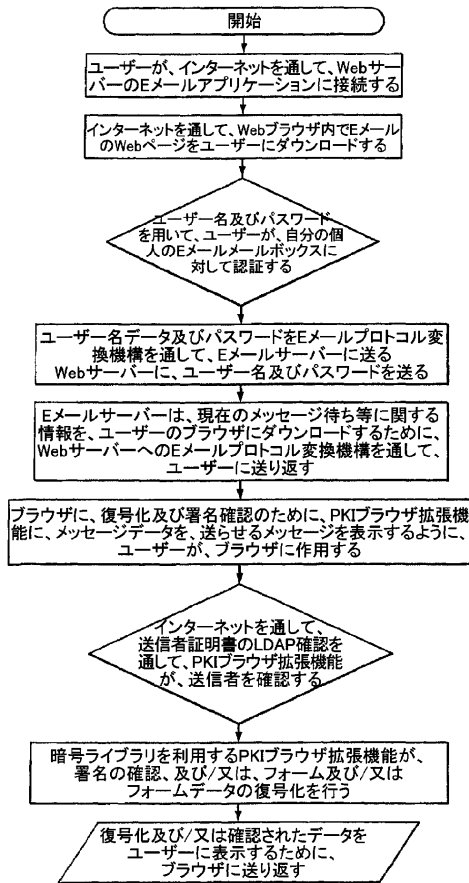 開始
ユーザーが、インターネットを通して、Webサー
バーのEメールアプリケーションに接続する
インターネットを通して、Webブラウザ内でEメール
のWebページをユーザーにダウンロードする
ユーザー名及びパスワード
を用いて、ユーザーが、自分の個
人のEメールメールボックスに
対して認証する
ユーザー名データ及びパスワードをEメールプロトコル変
換機構を通して、Eメールサーバーに送る
Webサーバーに、ユーザー名及びパスワードを送る
Eメールサーバーは、現在のメッセージ待ち等に関する
情報を、ユーザーのブラウザにダウンロードするために、
WebサーバーへのEメールプロトコル変換機構を通して、
ユーザーに送り返す
ブラウザに、復号化及び署名確認のために、PKIブラウザ拡張機
能に、メッセージデータを、送らせるメッセージを表示するように、
ユーザーが、ブラウザに作用する
インターネットを通して、
送信者証明書のLDAP確認を
通して、PKIブラウザ拡張機能
が、送信者を確認する
暗号ライブラリを利用するPKIブラウザ拡張機能が、
署名の確認、及び/又は、フォーム及び/又は
フォームデータの復号化を行う
復号化及び/又は確認されたデータを
ユーザーに表示するために、
ブラウザに送り返す